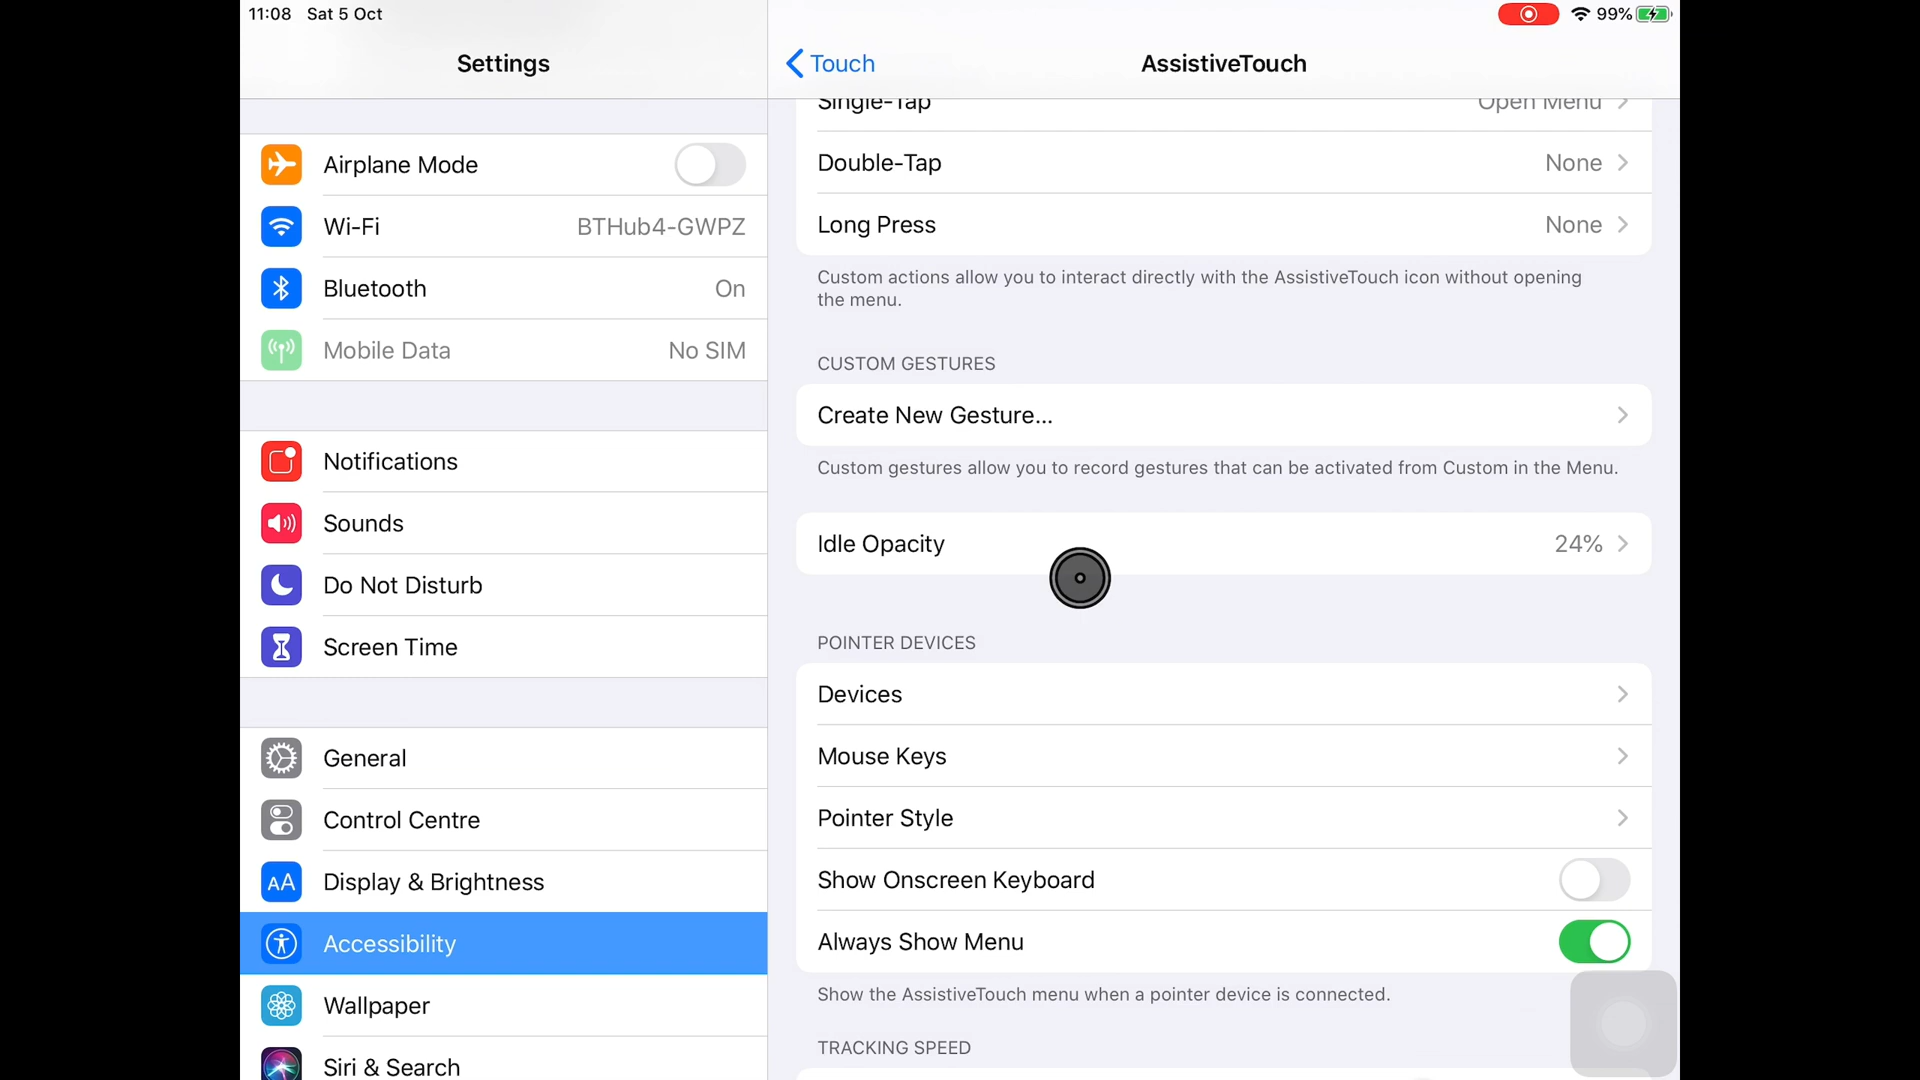 11:08 Sat 5 Oct
99%
Settings
Airplane Mode
Wi-Fi BTHub4-GWPZ
Bluetooth On
Mobile Data No SIM
Notifications
Sounds
Do Not Disturb
Screen Time
General
Control Centre
AA Display & Brightness
Accessibility
Wallpaper
Siri & Search
Touch
AssistiveTouch
Single-Tap Open Menu
Double-Tap None
Long Press None
Custom actions allow you to interact directly with the AssistiveTouch icon without opening
the menu.
CUSTOM GESTURES
Create New Gesture...
Custom gestures allow you to record gestures that can be activated from Custom in the Menu.
Idle Opacity 24%
POINTER DEVICES
Devices
Mouse Keys
Pointer Style
Show Onscreen Keyboard
Always Show Menu
Show the AssistiveTouch menu when a pointer device is connected.
TRACKING SPEED